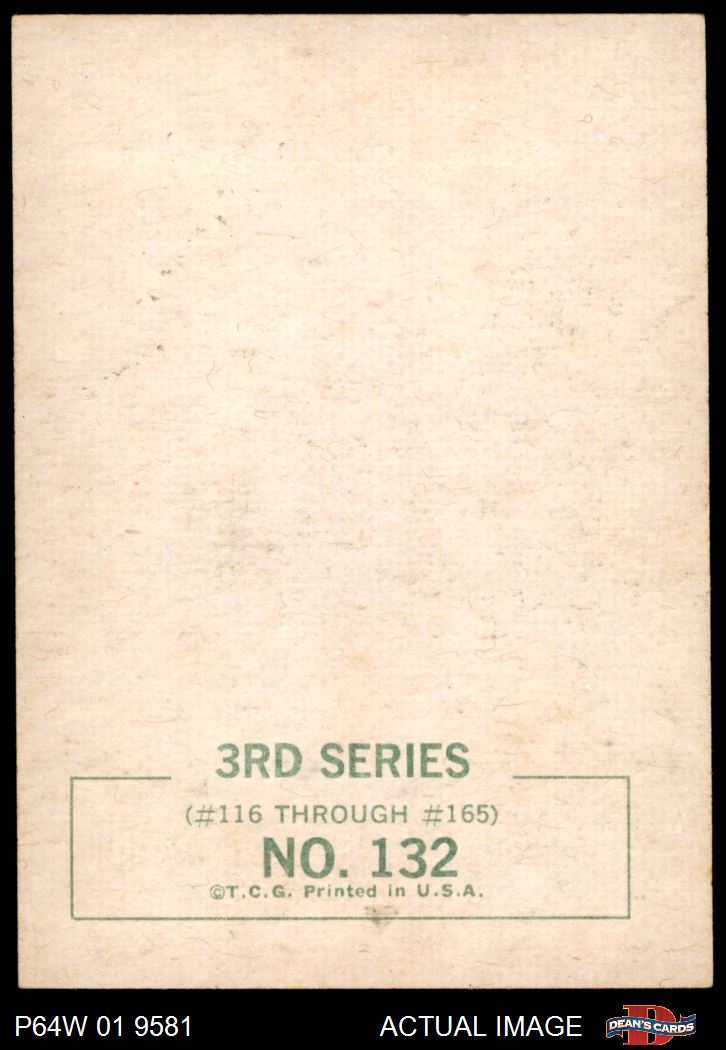 3RD SERIES
(#116 THROUGH #165)
NO. 132
©T.C.G. Printed in U.S.A.
P64W 01 9581
ACTUAL IMAGE
D
DEAN'S CARDS